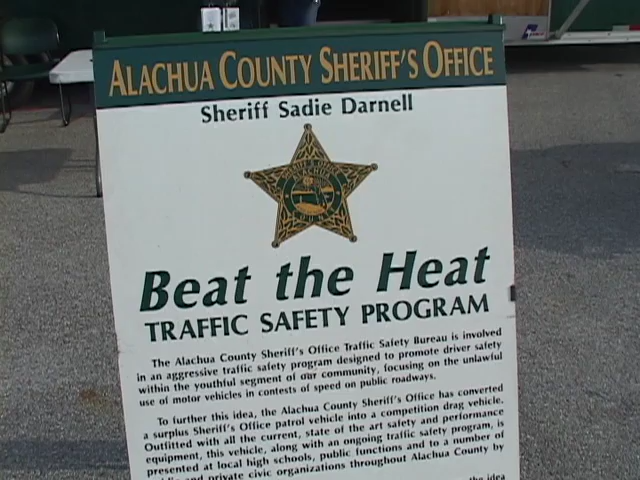 ALACHUA COUNTY SHERIFF'S OFFICE
Sheriff Sadie Darnell
Beat the Heat
TRAFFIC SAFETY PROGRAM
The Alachua County Sheriff's Office Traffic Safety Bureau is involved
in an aggressive traffic safety program designed to promote driver safety
within the youthful segment of our community, focusing on the unlawful
use of motor vehicles in contests of speed on public roadways.
To further this idea, the Alachua County Sheriff's Office has converted
a surplus Sheriff's Office patrol vehicle into a competition drag vehicle.
Outfitted with all the current, state of the art safety and performance
equipment, this vehicle, along with an ongoing traffic safety program, is
presented at local high schools, public functions and to a number of
and private civic organizations throughout Alachua County by
the idea